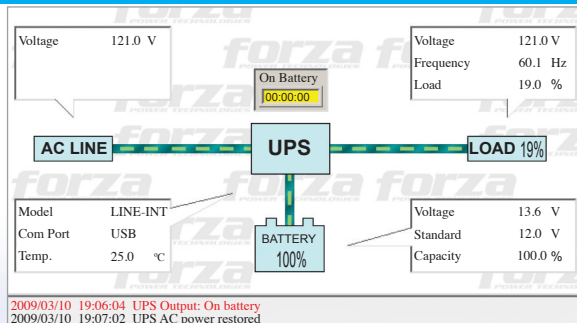 Voltage 121.0 V
Voltage 121.0 V
Frequency 60.1 Hz
Load 19.0 %
forza
On Battery
00:00:00
AC LINE
UPS
LOAD 19%
forza
Model LINE-INT
Com Port USB
Temp. 25.0 ºC
BATTERY
100%
Voltage 13.6 V
Standard 12.0 V
Capacity 100.0 %
2009/03/10 19:06:04 UPS Output: On battery
2009/03/10 19:07:02 UPS AC power restored